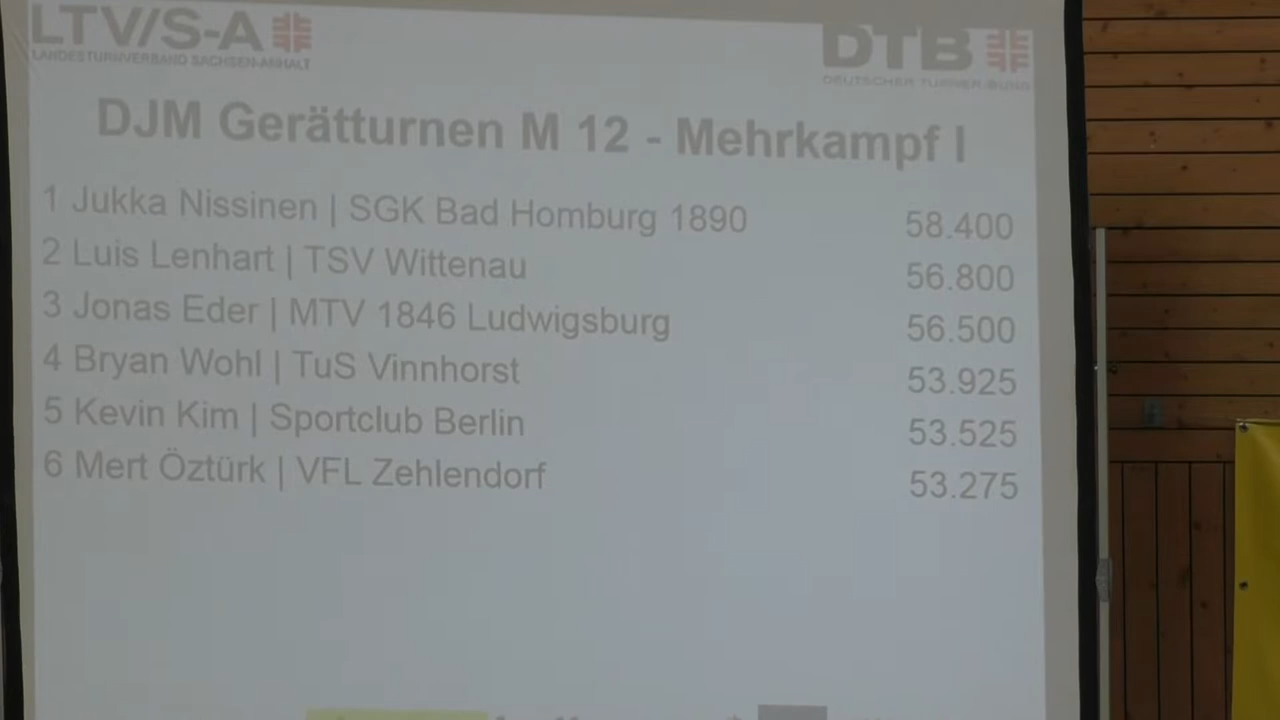 LTV/S-A
LANDESTURNVERBAND SACHSEN-ANHALT
DTB
DEUTSCHER TURNER-BUND
DJM Gerätturnen M 12 - Mehrkampf I
1 Jukka Nissinen | SGK Bad Homburg 1890 58.400
2 Luis Lenhart | TSV Wittenau 56.800
3 Jonas Eder | MTV 1846 Ludwigsburg 56.500
4 Bryan Wohl | TuS Vinnhorst 53.925
5 Kevin Kim | Sportclub Berlin 53.525
6 Mert Öztürk | VFL Zehlendorf 53.275